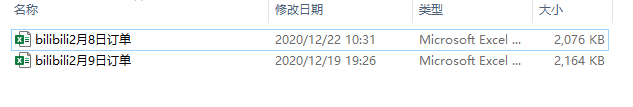 名称 修改日期 类型 大小
bilibili2月8日订单 2020/12/22 10:31 Microsoft Excel ... 2,076 KB
bilibili2月9日订单 2020/12/19 19:26 Microsoft Excel ... 2,164 KB